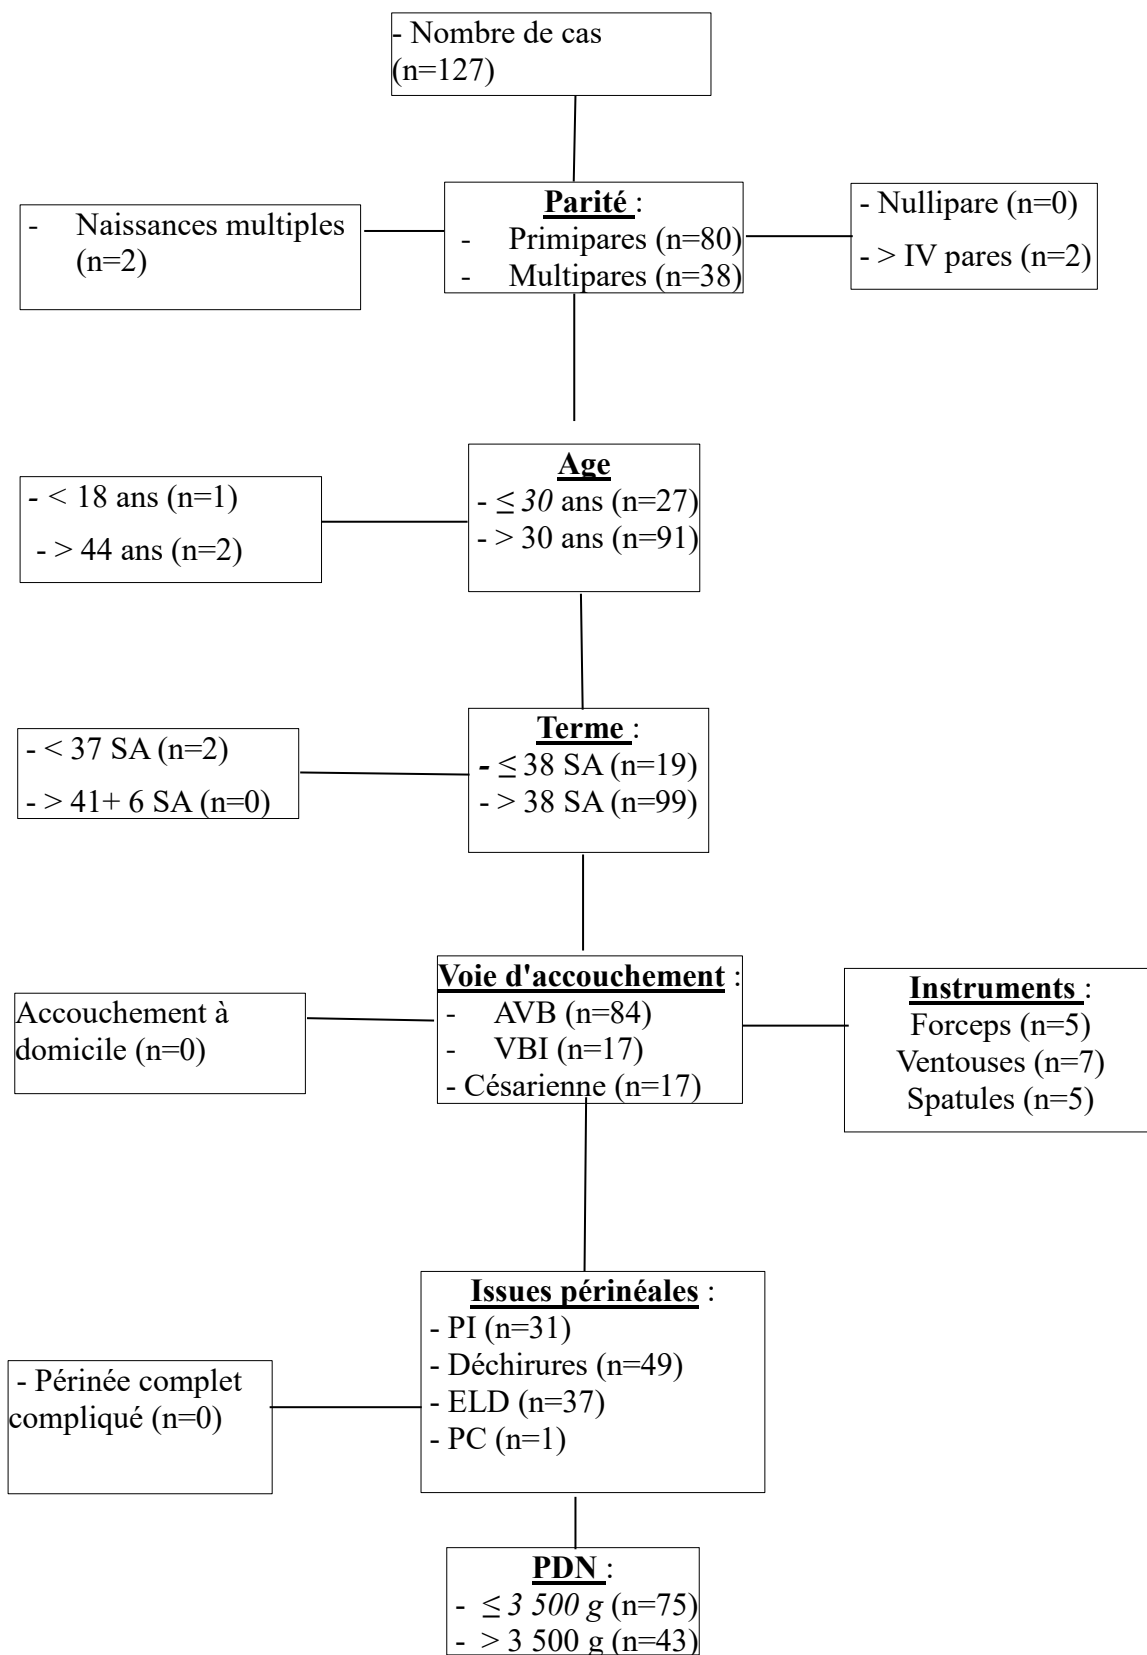 - Nombre de cas
(n=127)
- Naissances multiples
(n=2)
Parité :
- Primipares (n=80)
- Multipares (n=38)
- Nullipare (n=0)
- > IV pares (n=2)
- < 18 ans (n=1)
- > 44 ans (n=2)
Age
- ≤ 30 ans (n=27)
- > 30 ans (n=91)
- < 37 SA (n=2)
- > 41+ 6 SA (n=0)
Terme :
- ≤ 38 SA (n=19)
- > 38 SA (n=99)
Accouchement à
domicile (n=0)
Voie d'accouchement :
- AVB (n=84)
- VBI (n=17)
- Césarienne (n=17)
Instruments :
Forceps (n=5)
Ventouses (n=7)
Spatules (n=5)
- Périnée complet
compliqué (n=0)
Issues périnéales :
- PI (n=31)
- Déchirures (n=49)
- ELD (n=37)
- PC (n=1)
PDN :
- ≤ 3 500 g (n=75)
- > 3 500 g (n=43)